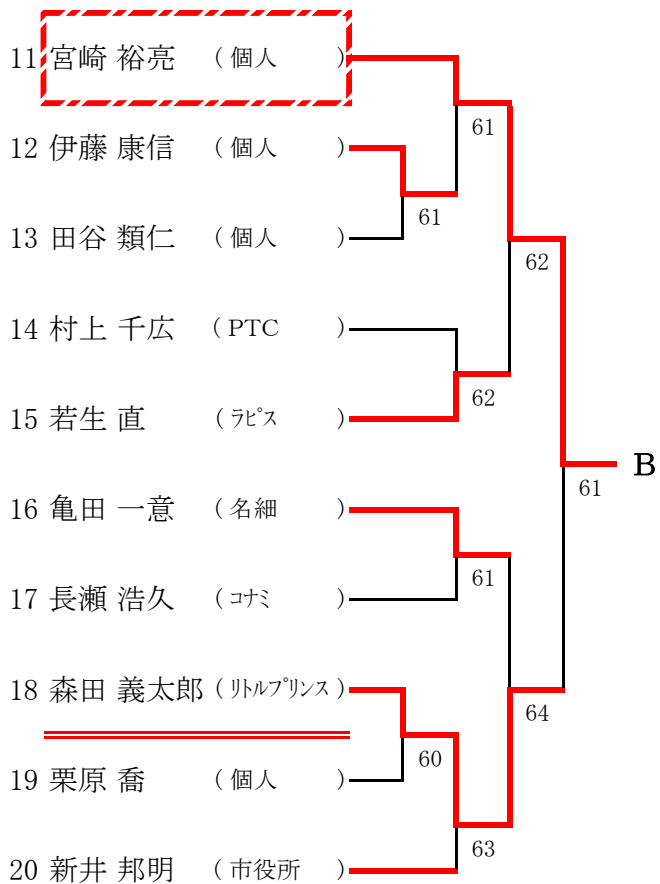 11 宮崎 裕亮 ( 個人 )
61
12 伊藤 康信 ( 個人 )
61
13 田谷 類仁 ( 個人 )
62
14 村上 千広 ( PTC )
62
15 若生 直 ( ラピス )
B
61
16 亀田 一意 ( 名細 )
61
17 長瀬 浩久 ( コナミ )
18 森田 義太郎 ( リトルプリンス )
64
60
19 栗原 喬 ( 個人 )
63
20 新井 邦明 ( 市役所 )